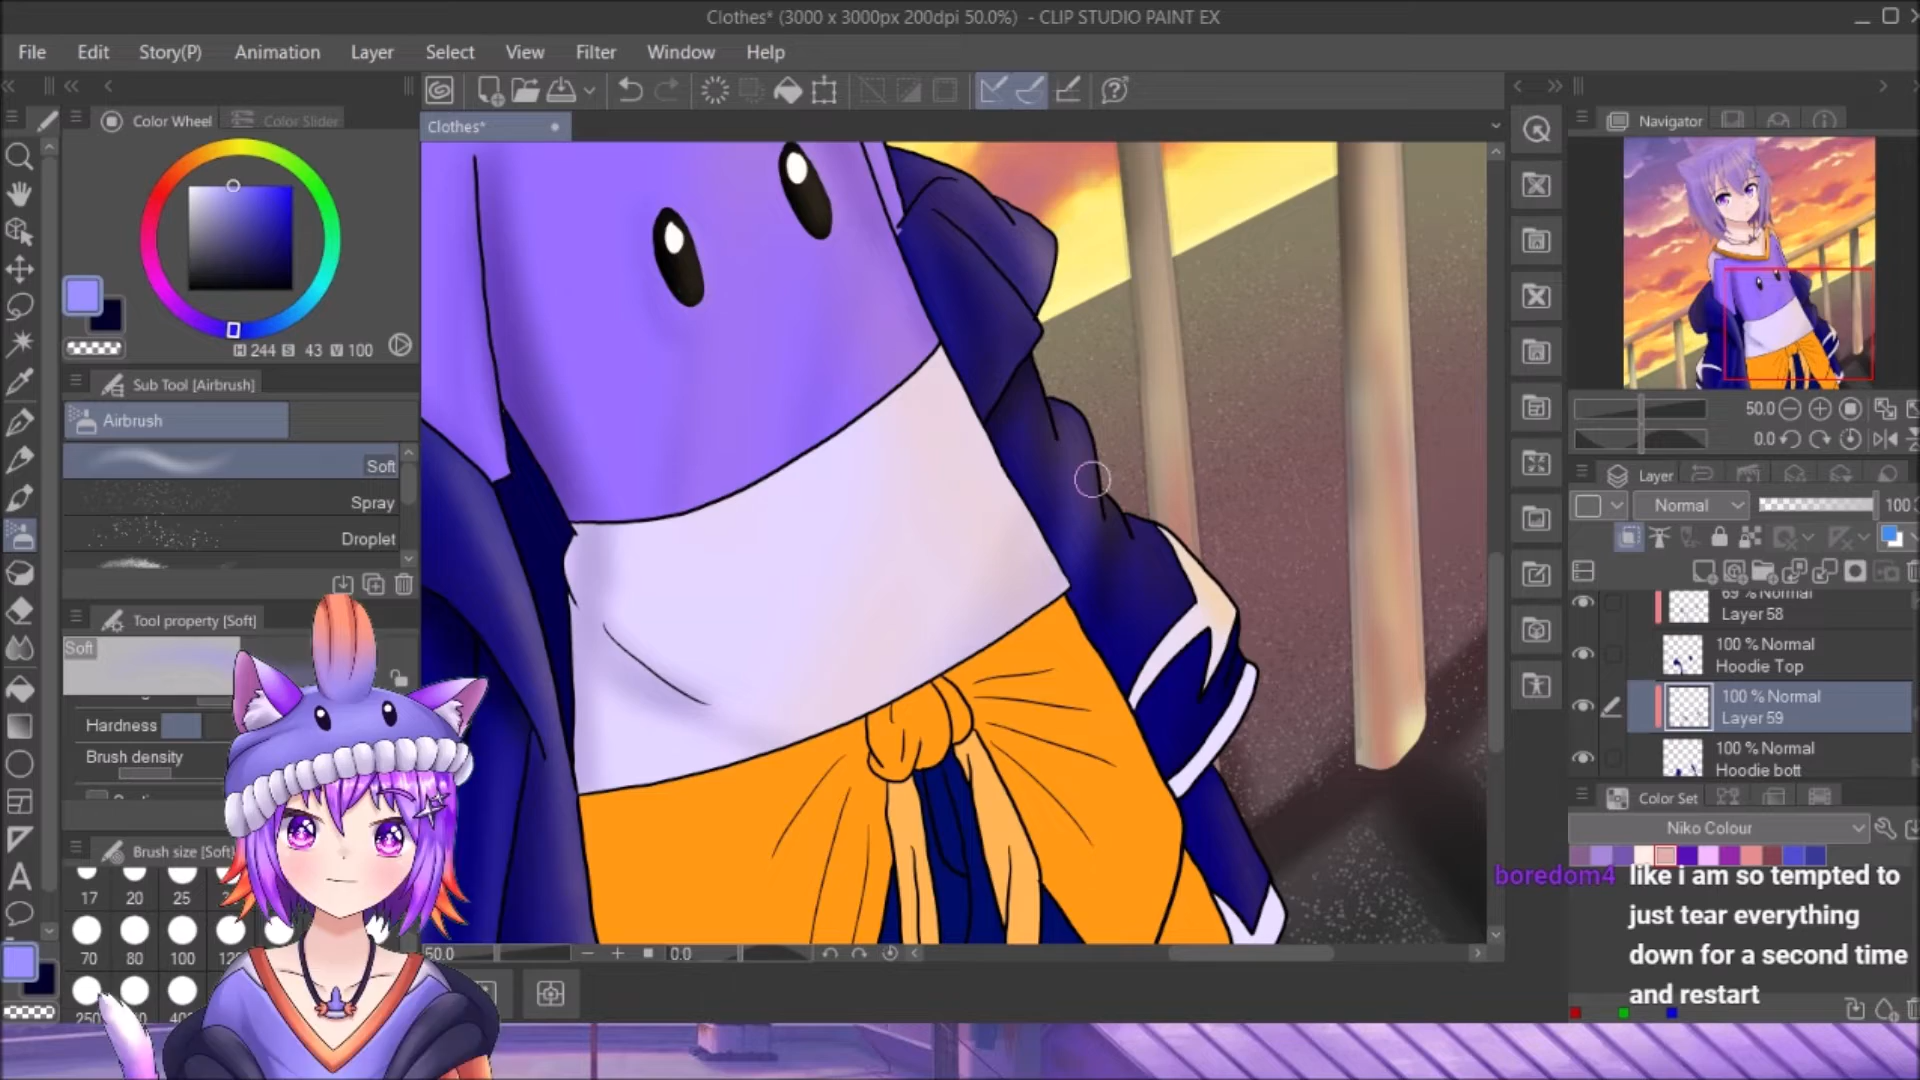 Clothes* (3000 x 3000px 200dpi 50.0%) - CLIP STUDIO PAINT EX
File Edit Story(P) Animation Layer Select View Filter Window Help
Color Wheel Color Slider
Clothes*
Navigator
H 244 S 43 V 100
Sub Tool [Airbrush]
Airbrush
Soft
Spray
Droplet
50.0
0.0
Layer
Normal 100
69 % Normal
Layer 58
100 % Normal
Hoodie Top
100 % Normal
Layer 59
100 % Normal
Hoodie bott
Tool property [Soft]
Soft
Hardness
Brush density
Color Set
Niko Colour
Brush size [Soft]
17 20 25
70 80 100
250
50.0 0.0
boredom4 like i am so tempted to
just tear everything
down for a second time
and restart